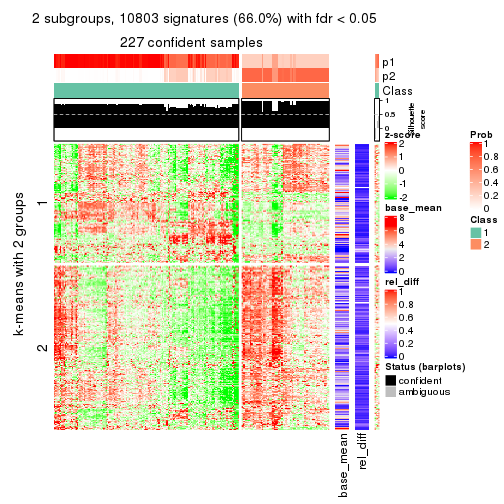 2 subgroups, 10803 signatures (66.0%) with fdr < 0.05
227 confident samples
p1
p2
Class
1
0.5
0
Silhouette
score
k-means with 2 groups
1
2
base_mean
rel_diff
z-score
2
1
0
-1
-2
base_mean
8
6
4
2
0
rel_diff
1
0.8
0.6
0.4
0.2
0
Status (barplots)
confident
ambiguous
Prob
1
0.8
0.6
0.4
0.2
0
Class
1
2